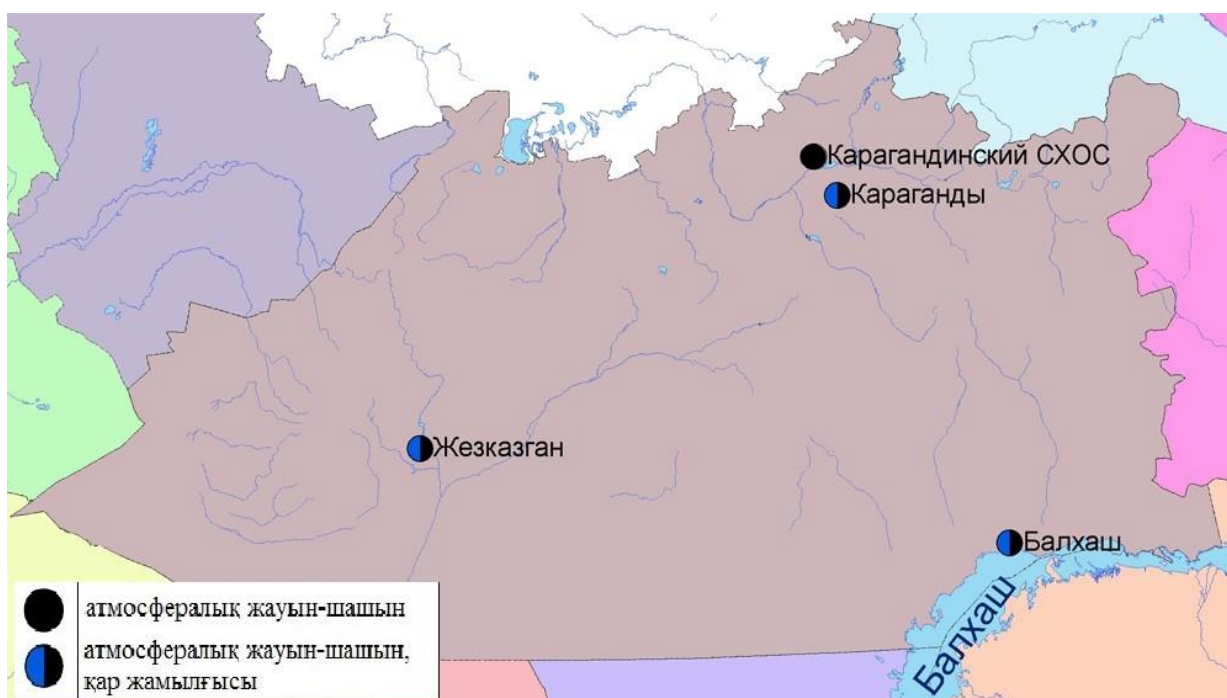 Карагандинский СХОС
Караганды
Жезказган
Балхаш
Балхаш
атмосфералық жауын-шашын
атмосфералық жауын-шашын,
қар жамылғысы